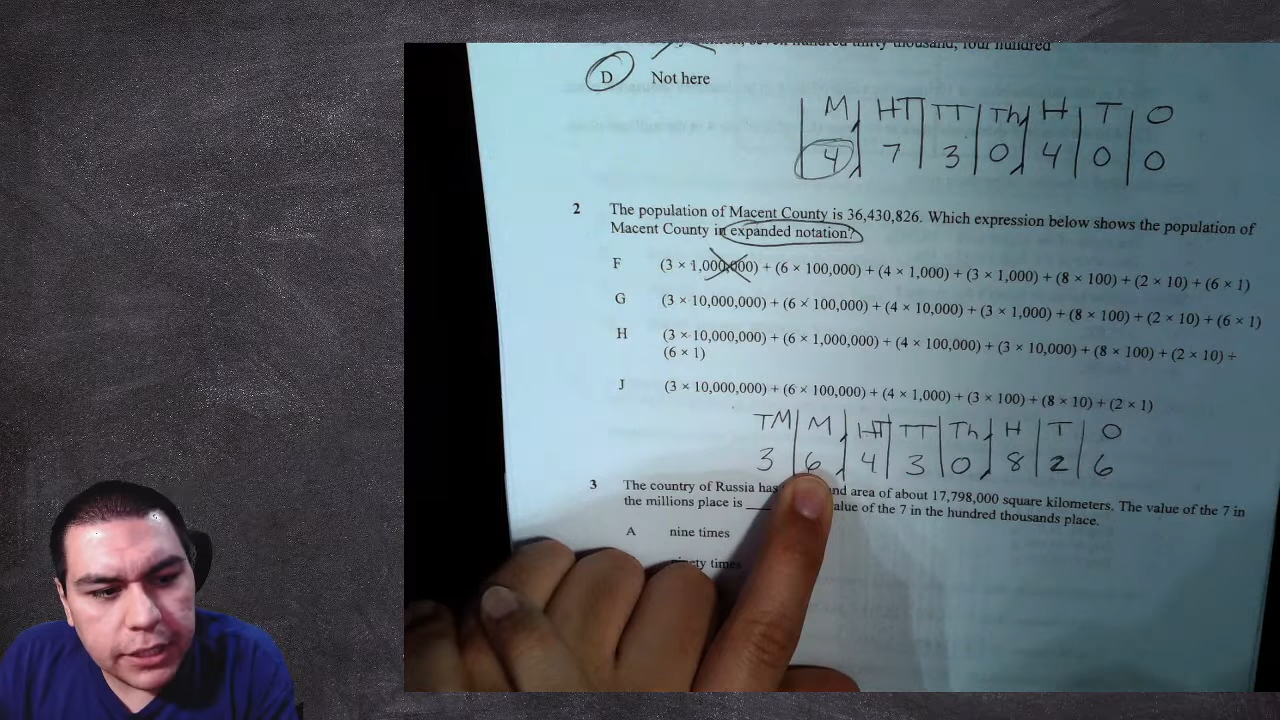 hundred thirty thousand, four hundred
D Not here
M HT TT Th H T O
4 7 3 0 4 0 0
2 The population of Macent County is 36,430,826. Which expression below shows the population of
Macent County in expanded notation?
F (3 × 1,000,000) + (6 × 100,000) + (4 × 1,000) + (3 × 1,000) + (8 × 100) + (2 × 10) + (6 × 1)
G (3 × 10,000,000) + (6 × 100,000) + (4 × 10,000) + (3 × 1,000) + (8 × 100) + (2 × 10) + (6 × 1)
H (3 × 10,000,000) + (6 × 1,000,000) + (4 × 100,000) + (3 × 10,000) + (8 × 100) + (2 × 10) +
(6 × 1)
J (3 × 10,000,000) + (6 × 100,000) + (4 × 1,000) + (3 × 100) + (8 × 10) + (2 × 1)
TM M HT TT Th H T O
3 6 4 3 0 8 2 6
3 The country of Russia has area of about 17,798,000 square kilometers. The value of the 7 in
the millions place is ___ value of the 7 in the hundred thousands place.
A nine times
ninety times